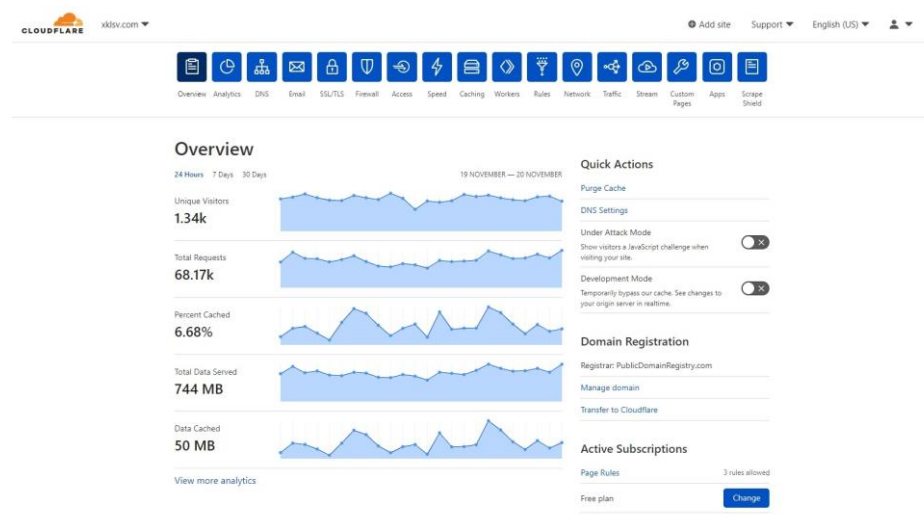 CLOUDFLARE
xklsv.com
Add site
Support
English (US)
Overview
Analytics
DNS
Email
SSL/TLS
Firewall
Access
Speed
Caching
Workers
Rules
Network
Traffic
Stream
Custom Pages
Apps
Scrape Shield
Overview
24 Hours 7 Days 30 Days
19 NOVEMBER — 20 NOVEMBER
Unique Visitors
1.34k
Total Requests
68.17k
Percent Cached
6.68%
Total Data Served
744 MB
Data Cached
50 MB
View more analytics
Quick Actions
Purge Cache
DNS Settings
Under Attack Mode
Show visitors a JavaScript challenge when
visiting your site.
Development Mode
Temporarily bypass our cache. See changes to
your origin server in realtime.
Domain Registration
Registrar: PublicDomainRegistry.com
Manage domain
Transfer to Cloudflare
Active Subscriptions
Page Rules
3 rules allowed
Free plan
Change